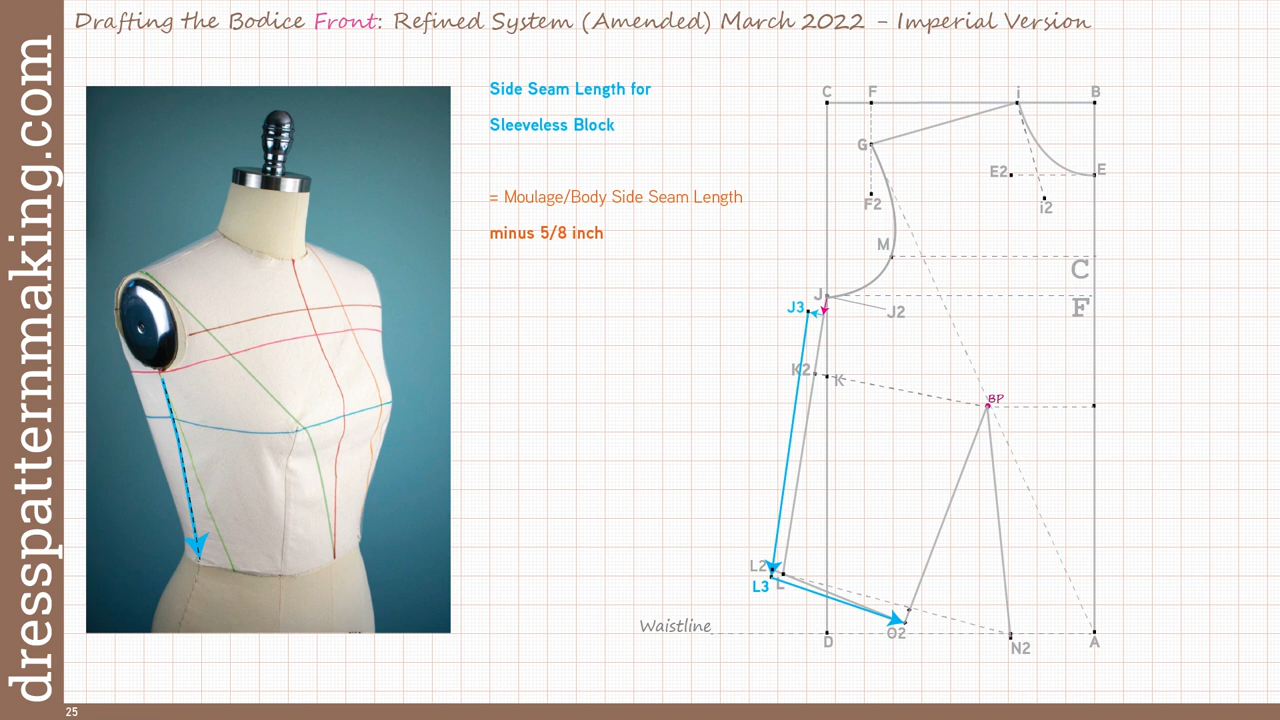 Drafting the Bodice Front: Refined System (Amended) March 2022 - Imperial Version
dresspatternmaking.com
Side Seam Length for
Sleeveless Block
= Moulage/Body Side Seam Length
minus 5/8 inch
C F i B
G
E2 E
F2 i2
M
C
J
J3 J2 F
K2 K
BP
L2
L3 L
Waistline O2
D N2 A
25